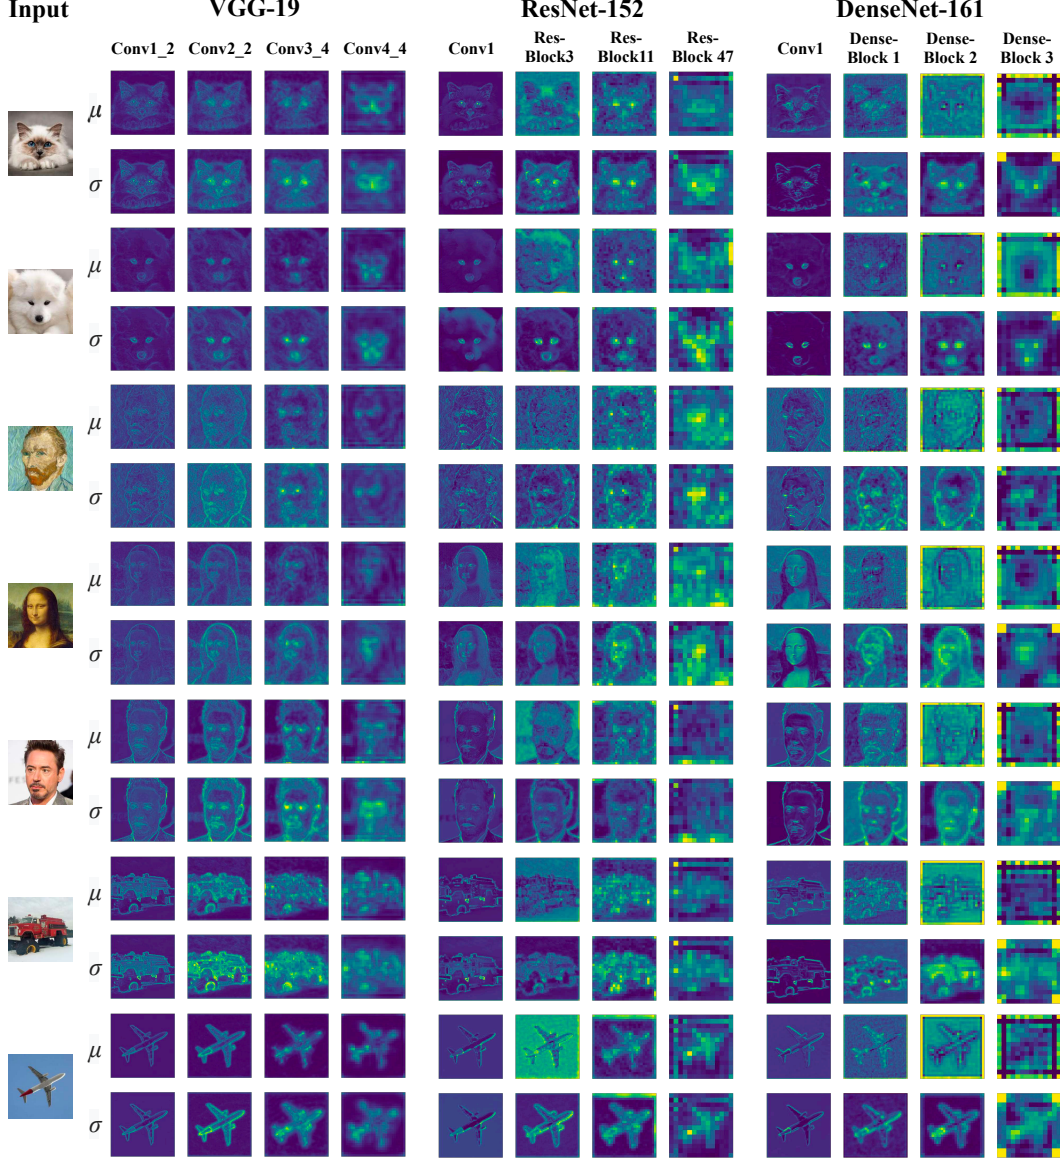 Input VGG-19 ResNet-152 DenseNet-161
Conv1_2 Conv2_2 Conv3_4 Conv4_4 Conv1 Res-Block3 Res-Block11 Res-Block 47 Conv1 Dense-Block 1 Dense-Block 2 Dense-Block 3
μ
σ
μ
σ
μ
σ
μ
σ
μ
σ
μ
σ
μ
σ